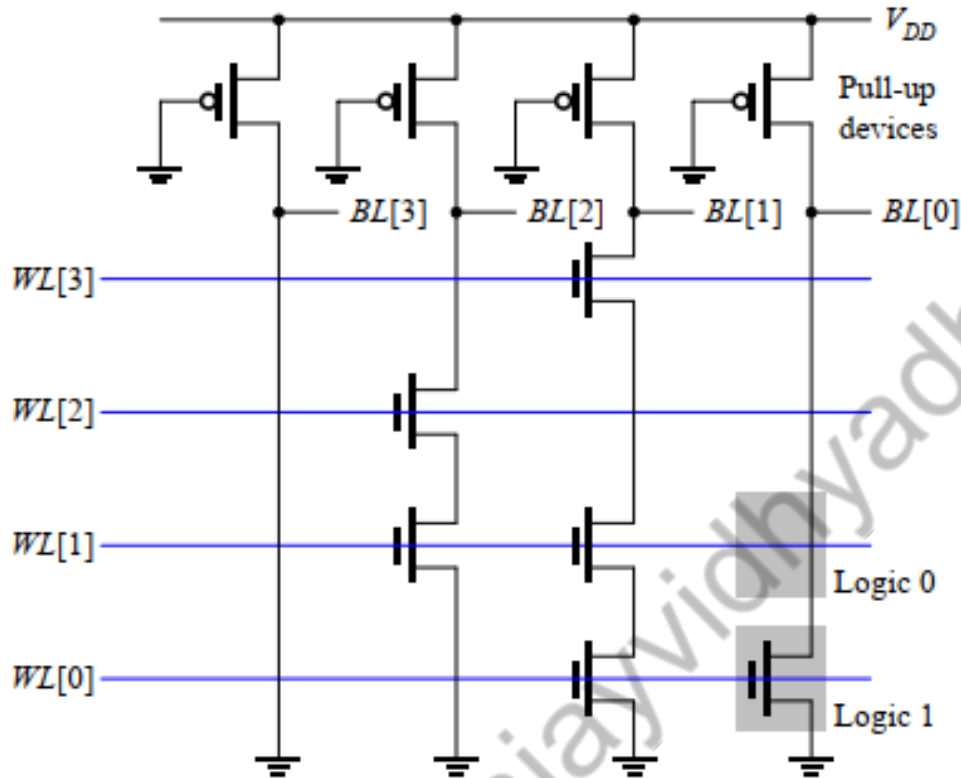 V_DD
Pull-up
devices
BL[3] BL[2] BL[1] BL[0]
WL[3]
WL[2]
WL[1]
Logic 0
WL[0]
Logic 1